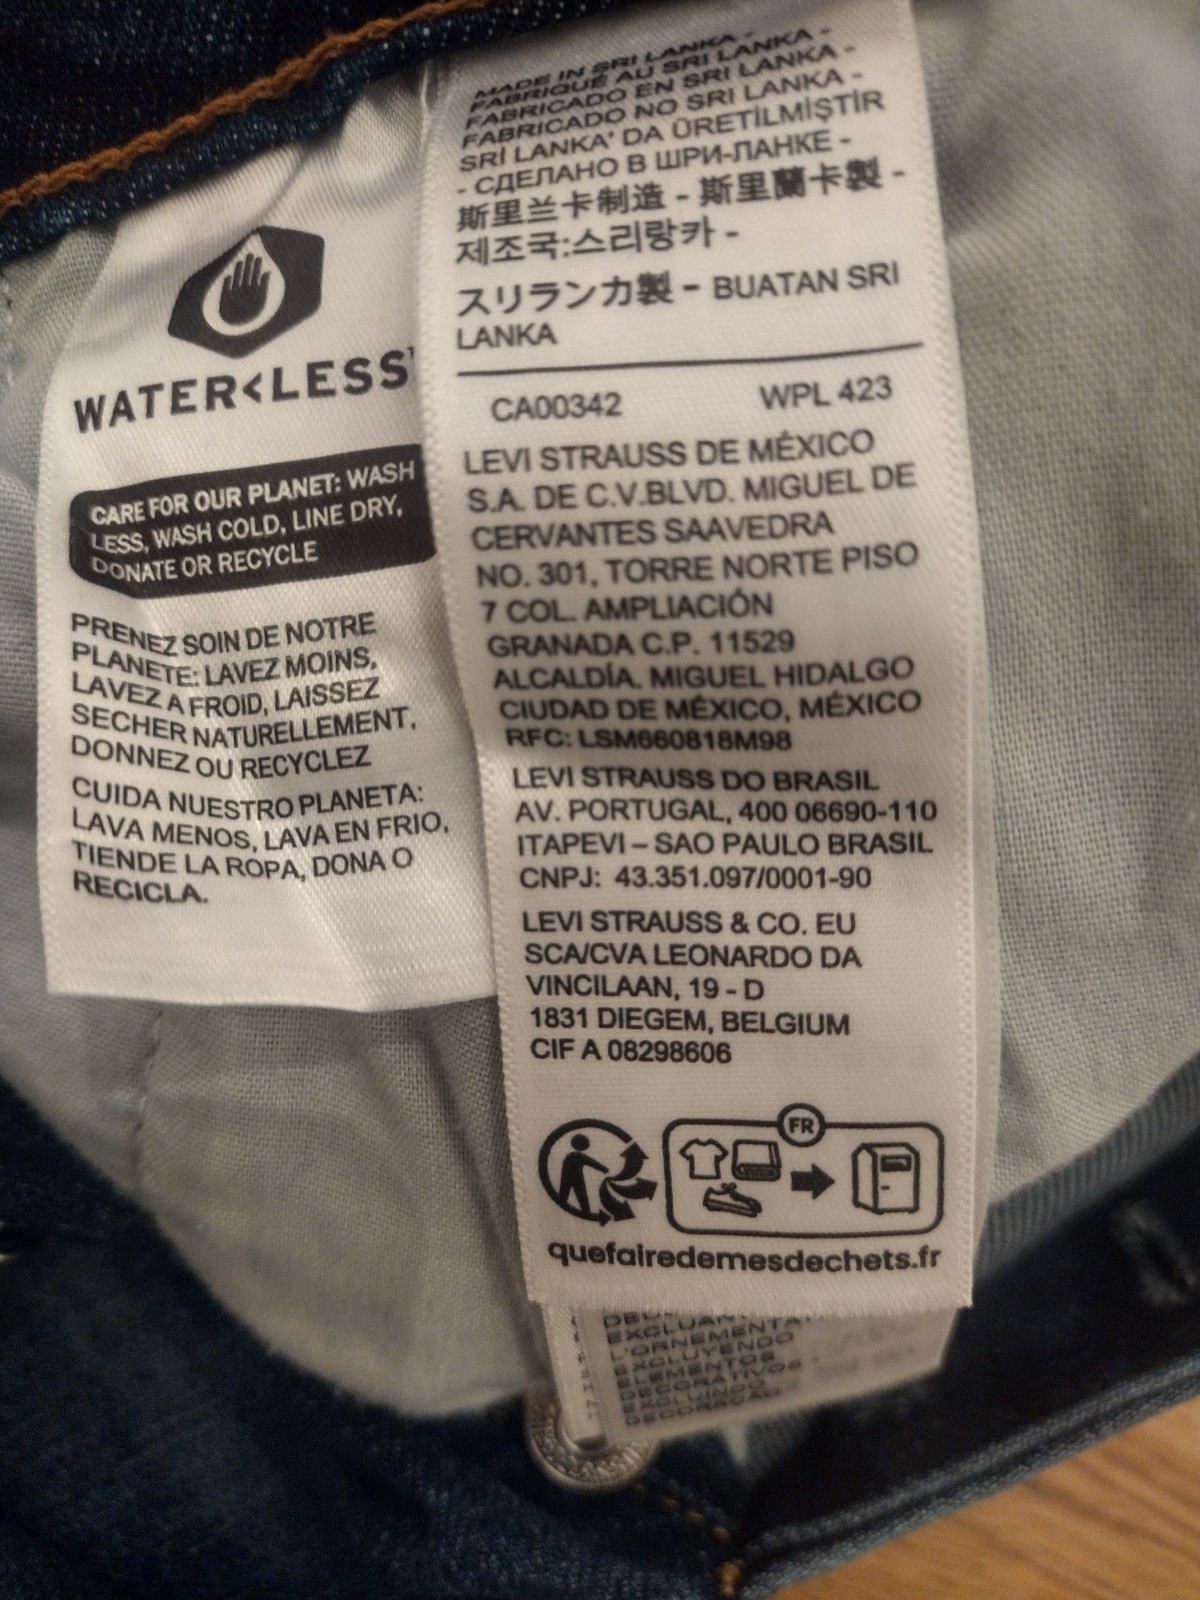 WATER<LESS™
CARE FOR OUR PLANET: WASH
LESS, WASH COLD, LINE DRY,
DONATE OR RECYCLE
PRENEZ SOIN DE NOTRE
PLANETE: LAVEZ MOINS,
LAVEZ A FROID, LAISSEZ
SECHER NATURELLEMENT,
DONNEZ OU RECYCLEZ
CUIDA NUESTRO PLANETA:
LAVA MENOS, LAVA EN FRIO,
TIENDE LA ROPA, DONA O
RECICLA.
MADE IN SRI LANKA -
FABRIQUÉ AU SRI LANKA -
FABRICADO EN SRI LANKA -
FABRICADO NO SRI LANKA -
SRİ LANKA' DA ÜRETİLMİŞTİR
- СДЕЛАНО В ШРИ-ЛАНКЕ -
斯里兰卡制造 - 斯里蘭卡製 -
제조국:스리랑카 -
スリランカ製 - BUATAN SRI
LANKA
CA00342 WPL 423
LEVI STRAUSS DE MÉXICO
S.A. DE C.V.BLVD. MIGUEL DE
CERVANTES SAAVEDRA
NO. 301, TORRE NORTE PISO
7 COL. AMPLIACIÓN
GRANADA C.P. 11529
ALCALDÍA. MIGUEL HIDALGO
CIUDAD DE MÉXICO, MÉXICO
RFC: LSM660818M98
LEVI STRAUSS DO BRASIL
AV. PORTUGAL, 400 06690-110
ITAPEVI – SAO PAULO BRASIL
CNPJ: 43.351.097/0001-90
LEVI STRAUSS & CO. EU
SCA/CVA LEONARDO DA
VINCILAAN, 19 - D
1831 DIEGEM, BELGIUM
CIF A 08298606
FR
quefairedemesdechets.fr
L'ORNEMENTA
EXCLUYENDO
ELEMENTOS
DECORATIVOS -
EXCLUINDO